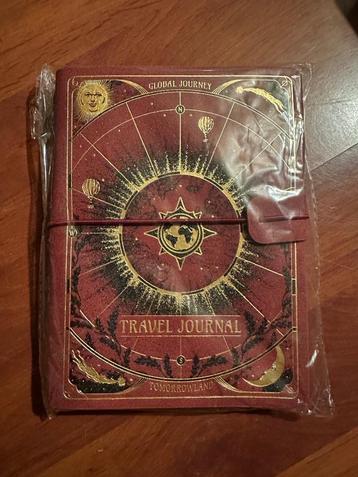 GLOBAL JOURNEY
N
TRAVEL JOURNAL
S
TOMORROWLAND